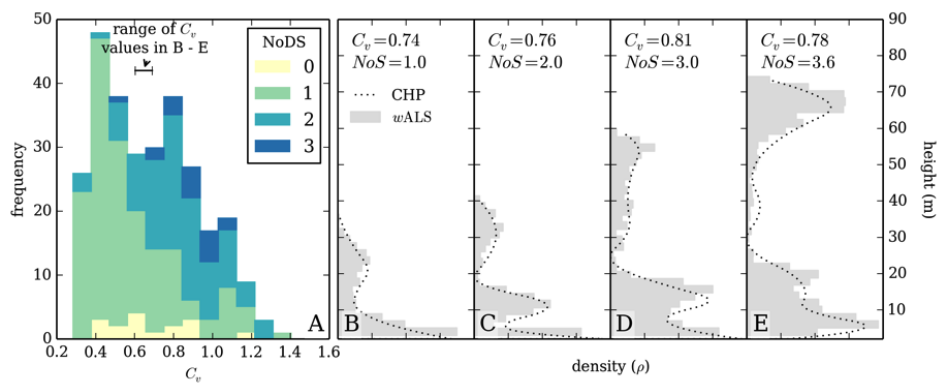 50
40
30
20
10
0
frequency
range of Cv
values in B - E
NoDS
0
1
2
3
A
0.2 0.4 0.6 0.8 1.0 1.2 1.4 1.6
Cv
Cv=0.74
NoS=1.0
CHP
wALS
B
Cv=0.76
NoS=2.0
C
Cv=0.81
NoS=3.0
D
Cv=0.78
NoS=3.6
E
density (ρ)
90
80
70
60
50
40
30
20
10
height (m)